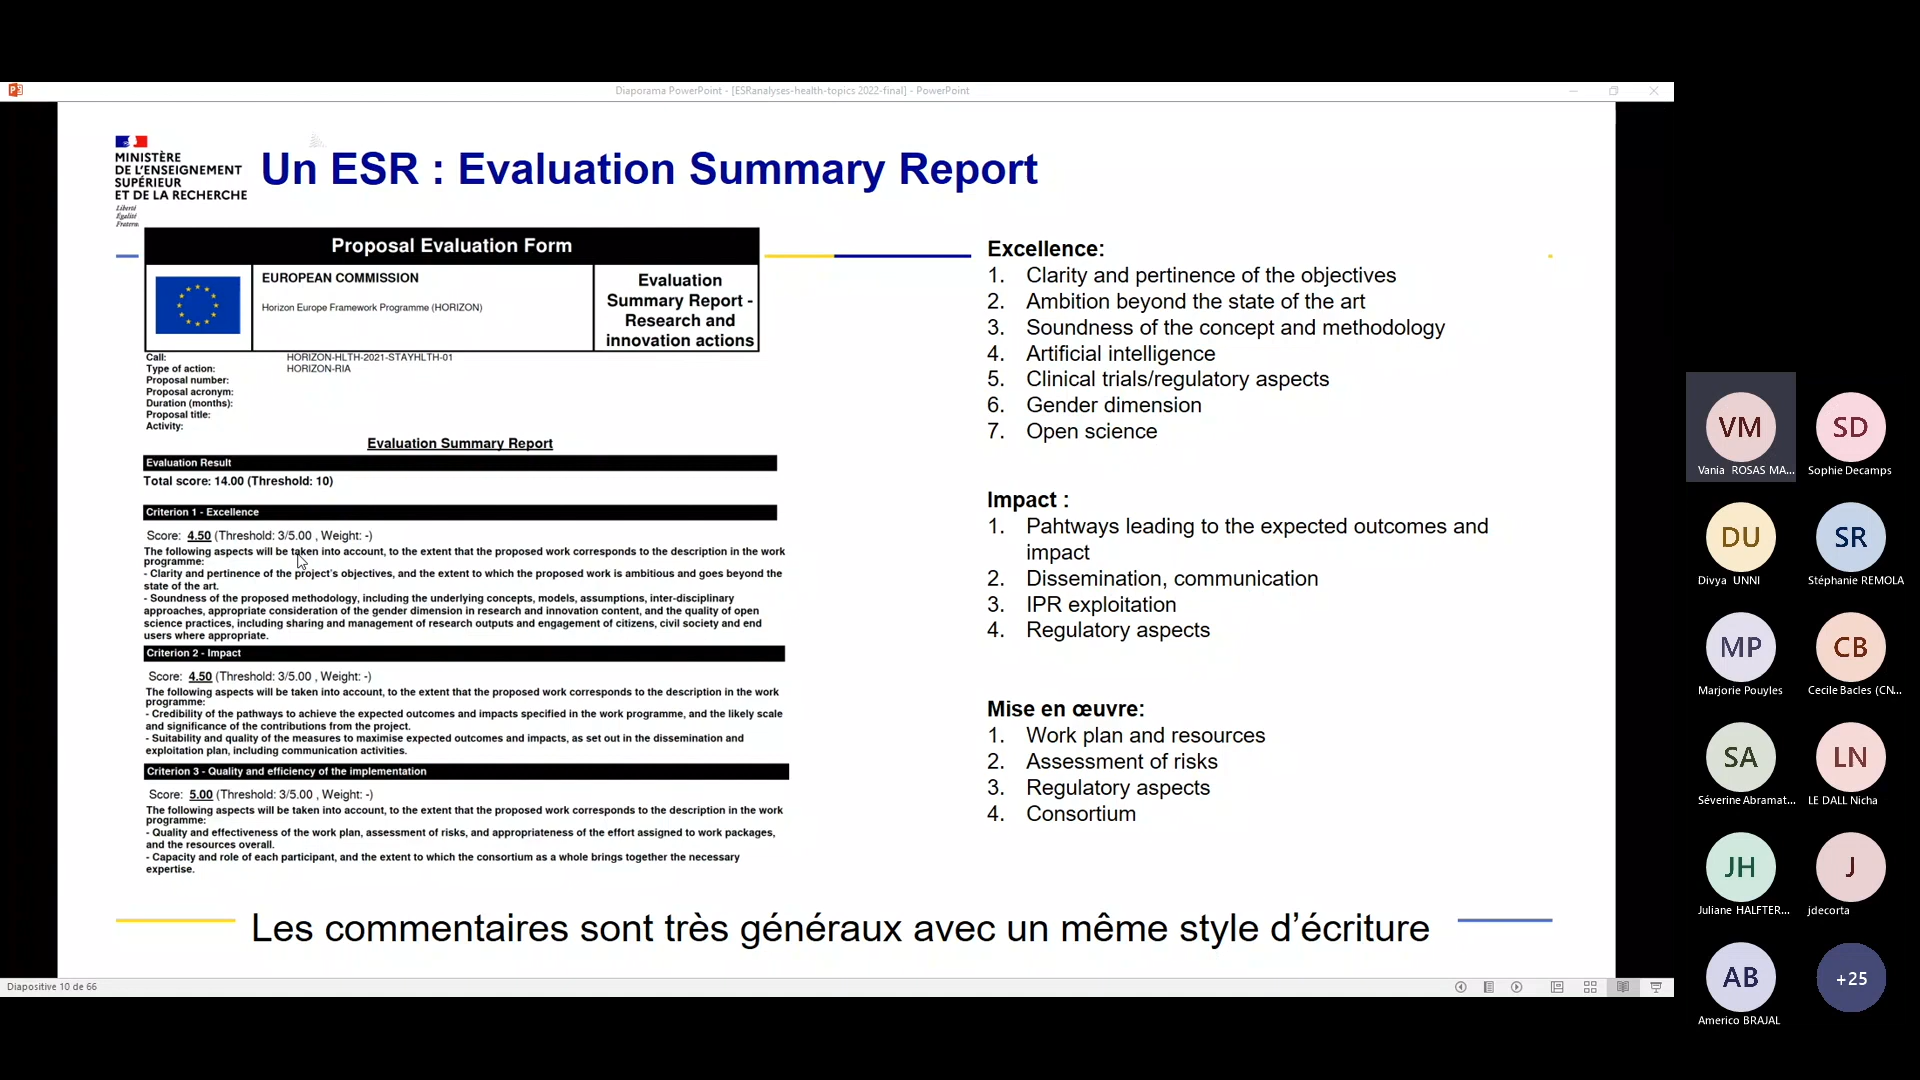 Diaporama PowerPoint - [ESRanalyses-health-topics 2022-final] - PowerPoint
MINISTÈRE
DE L'ENSEIGNEMENT
SUPÉRIEUR
ET DE LA RECHERCHE
Liberté
Égalité
Un ESR : Evaluation Summary Report
Proposal Evaluation Form
EUROPEAN COMMISSION
Horizon Europe Framework Programme (HORIZON)
Evaluation
Summary Report -
Research and
innovation actions
Call: HORIZON-HLTH-2021-STAYHLTH-01
Type of action: HORIZON-RIA
Proposal number:
Proposal acronym:
Duration (months):
Proposal title:
Activity:
Evaluation Summary Report
Evaluation Result
Total score: 14.00 (Threshold: 10)
Criterion 1 - Excellence
Score: 4.50 (Threshold: 3/5.00 , Weight: -)
The following aspects will be taken into account, to the extent that the proposed work corresponds to the description in the work
programme:
- Clarity and pertinence of the project's objectives, and the extent to which the proposed work is ambitious and goes beyond the
state of the art.
- Soundness of the proposed methodology, including the underlying concepts, models, assumptions, inter-disciplinary
approaches, appropriate consideration of the gender dimension in research and innovation content, and the quality of open
science practices, including sharing and management of research outputs and engagement of citizens, civil society and end
users where appropriate.
Criterion 2 - Impact
Score: 4.50 (Threshold: 3/5.00 , Weight: -)
The following aspects will be taken into account, to the extent that the proposed work corresponds to the description in the work
programme:
- Credibility of the pathways to achieve the expected outcomes and impacts specified in the work programme, and the likely scale
and significance of the contributions from the project.
- Suitability and quality of the measures to maximise expected outcomes and impacts, as set out in the dissemination and
exploitation plan, including communication activities.
Criterion 3 - Quality and efficiency of the implementation
Score: 5.00 (Threshold: 3/5.00 , Weight: -)
The following aspects will be taken into account, to the extent that the proposed work corresponds to the description in the work
programme:
- Quality and effectiveness of the work plan, assessment of risks, and appropriateness of the effort assigned to work packages,
and the resources overall.
- Capacity and role of each participant, and the extent to which the consortium as a whole brings together the necessary
expertise.
Excellence:
1. Clarity and pertinence of the objectives
2. Ambition beyond the state of the art
3. Soundness of the concept and methodology
4. Artificial intelligence
5. Clinical trials/regulatory aspects
6. Gender dimension
7. Open science
Impact :
1. Pahtways leading to the expected outcomes and
impact
2. Dissemination, communication
3. IPR exploitation
4. Regulatory aspects
Mise en œuvre:
1. Work plan and resources
2. Assessment of risks
3. Regulatory aspects
4. Consortium
Les commentaires sont très généraux avec un même style d'écriture
Diapositive 10 de 66
VM
Vania ROSAS MA...
SD
Sophie Decamps
DU
Divya UNNI
SR
Stéphanie REMOLA
MP
Marjorie Pouyles
CB
Cecile Bacles (CN...
SA
Séverine Abramat...
LN
LE DALL Nicha
JH
Juliane HALFTER...
J
jdecorta
AB
Americo BRAJAL
+25